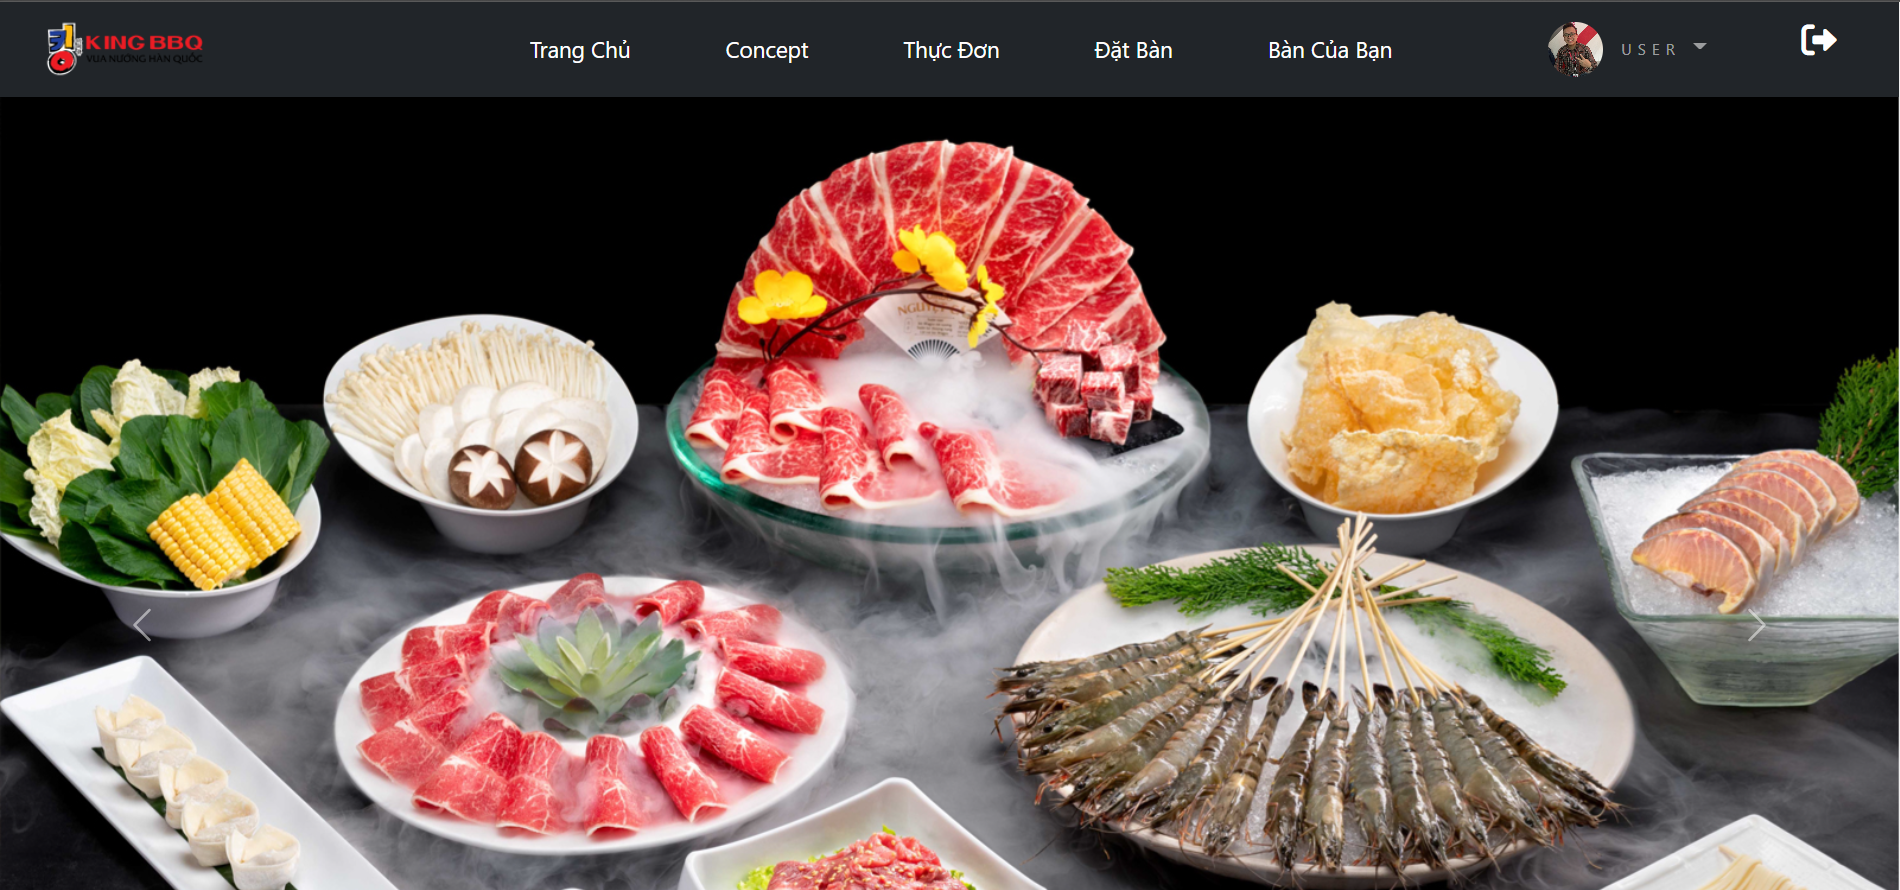 KING BBQ
VUA NƯỚNG HÀN QUỐC
Trang Chủ
Concept
Thực Đơn
Đặt Bàn
Bàn Của Bạn
USER